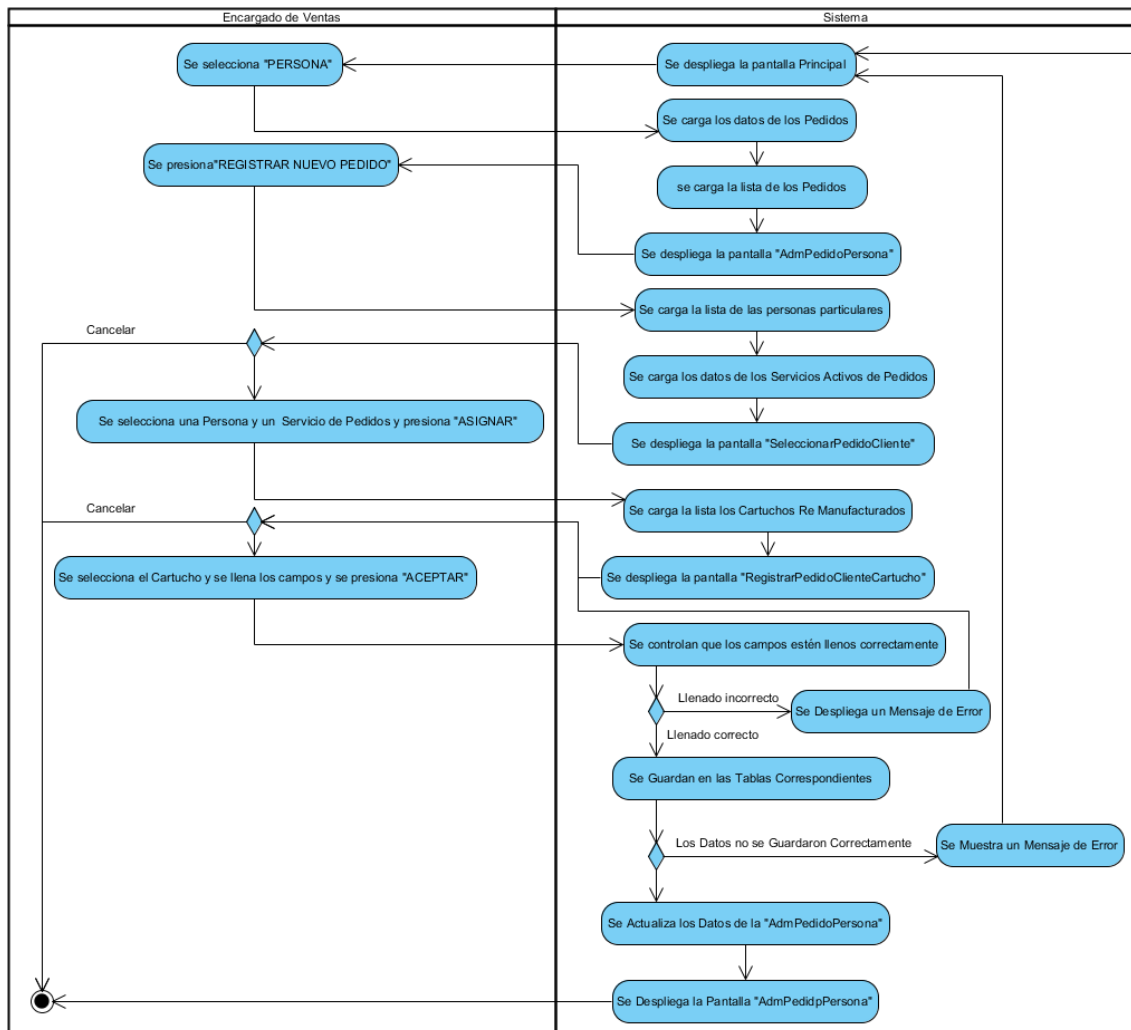 Encargado de Ventas
Sistema
Se selecciona "PERSONA"
Se despliega la pantalla Principal
Se carga los datos de los Pedidos
Se presiona"REGISTRAR NUEVO PEDIDO"
se carga la lista de los Pedidos
Se despliega la pantalla "AdmPedidoPersona"
Se carga la lista de las personas particulares
Cancelar
Se carga los datos de los Servicios Activos de Pedidos
Se selecciona una Persona y un Servicio de Pedidos y presiona "ASIGNAR"
Se despliega la pantalla "SeleccionarPedidoCliente"
Cancelar
Se carga la lista los Cartuchos Re Manufacturados
Se selecciona el Cartucho y se llena los campos y se presiona "ACEPTAR"
Se despliega la pantalla "RegistrarPedidoClienteCartucho"
Se controlan que los campos estén llenos correctamente
Llenado incorrecto
Se Despliega un Mensaje de Error
Llenado correcto
Se Guardan en las Tablas Correspondientes
Los Datos no se Guardaron Correctamente
Se Muestra un Mensaje de Error
Se Actualiza los Datos de la "AdmPedidoPersona"
Se Despliega la Pantalla "AdmPedidpPersona"